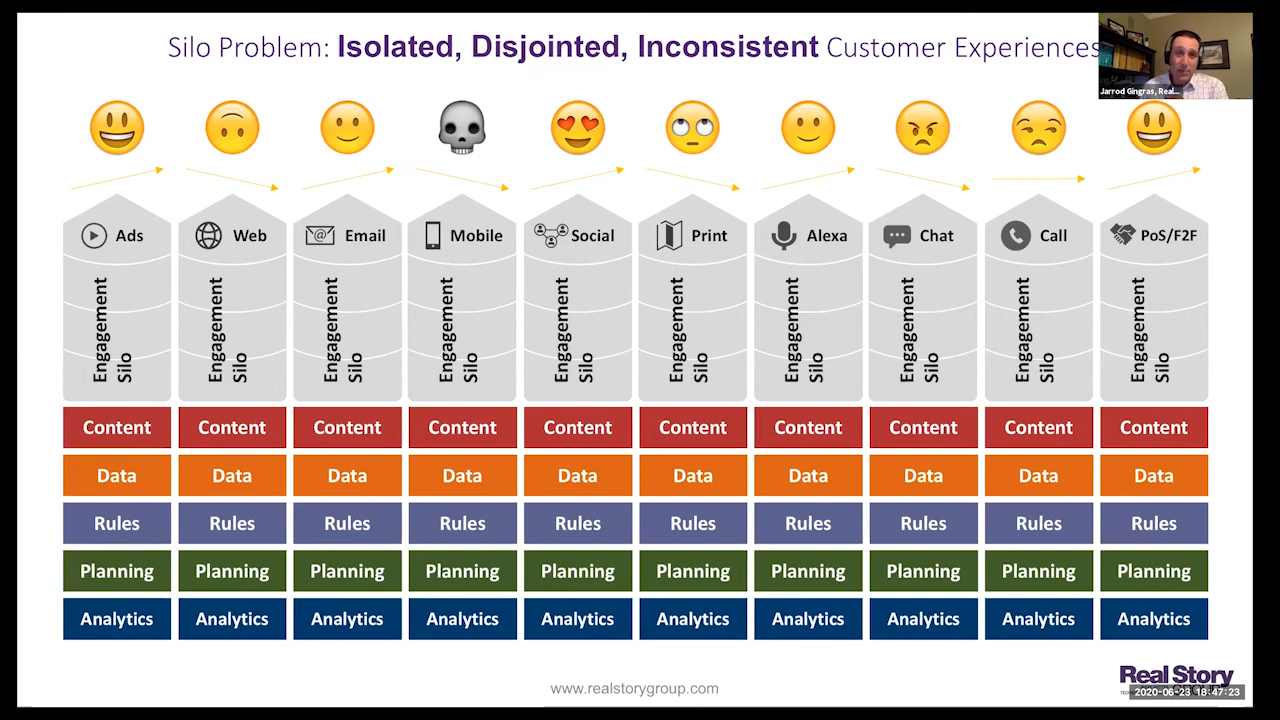 Silo Problem: Isolated, Disjointed, Inconsistent Customer Experiences
Jarrod Gingras, Real...
Ads Web Email Mobile Social Print Alexa Chat Call PoS/F2F
Engagement Silo Engagement Silo Engagement Silo Engagement Silo Engagement Silo Engagement Silo Engagement Silo Engagement Silo Engagement Silo Engagement Silo
Content Content Content Content Content Content Content Content Content Content
Data Data Data Data Data Data Data Data Data Data
Rules Rules Rules Rules Rules Rules Rules Rules Rules Rules
Planning Planning Planning Planning Planning Planning Planning Planning Planning Planning
Analytics Analytics Analytics Analytics Analytics Analytics Analytics Analytics Analytics Analytics
www.realstorygroup.com
Real Story
2020-06-23 18:47:23